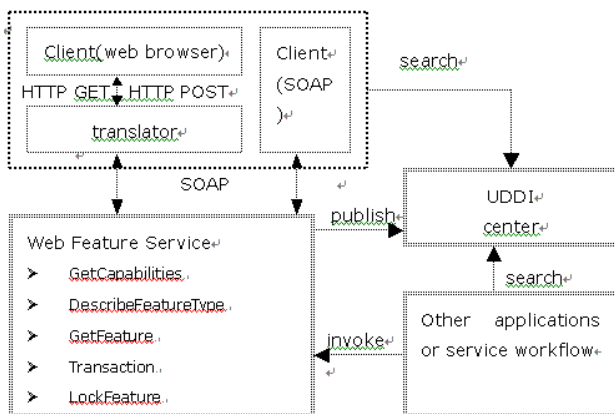 Client(web browser)
HTTP GET HTTP POST
translator
Client
(SOAP
)
search
SOAP
UDDI
center
publish
Web Feature Service
➤ GetCapabilities
➤ DescribeFeatureType
➤ GetFeature
➤ Transaction
➤ LockFeature
search
Other applications
or service workflow
invoke